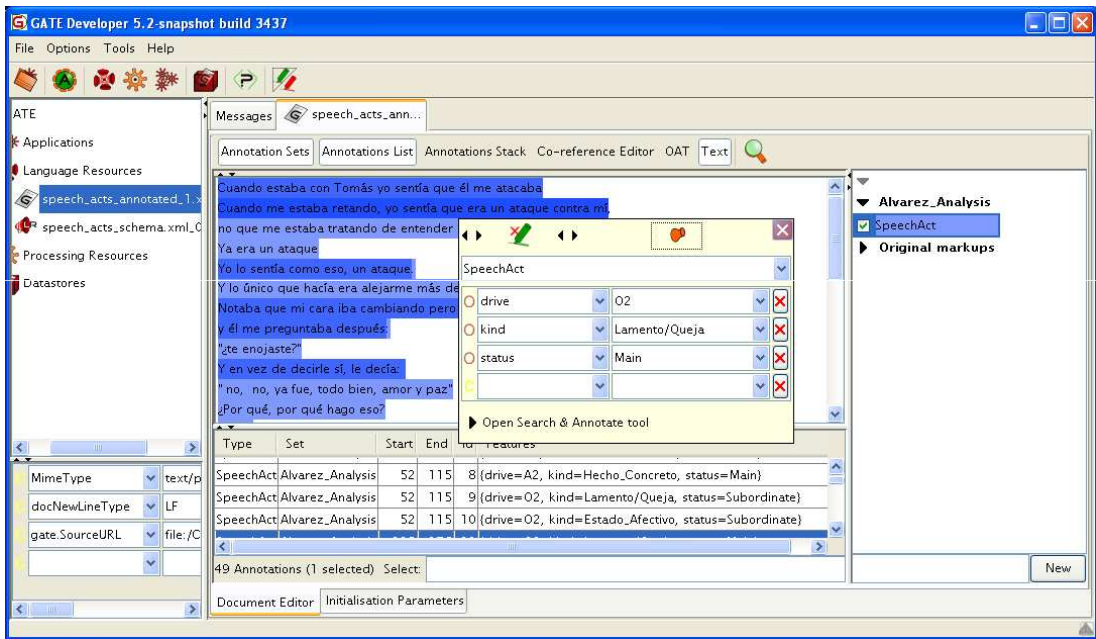 GATE Developer 5.2-snapshot build 3437
File Options Tools Help
ATE
Applications
Language Resources
speech_acts_annotated_1.x
speech_acts_schema.xml_0
Processing Resources
Datastores
MimeType text/p
docNewLineType LF
gate.SourceURL file:/C
Messages speech_acts_ann...
Annotation Sets Annotations List Annotations Stack Co-reference Editor OAT Text
Cuando estaba con Tomás yo sentía que él me atacaba
Cuando me estaba retando, yo sentía que era un ataque contra mí,
no que me estaba tratando de entender
Ya era un ataque
Yo lo sentía como eso, un ataque.
Y lo único que hacía era alejarme más de
Notaba que mi cara iba cambiando pero
y él me preguntaba después:
"¿te enojaste?"
Y en vez de decirle sí, le decía:
" no, no, ya fue, todo bien, amor y paz"
¿Por qué, por qué hago eso?
SpeechAct
drive O2
kind Lamento/Queja
status Main
C
Open Search & Annotate tool
Type Set Start End Id Features
SpeechAct Alvarez_Analysis 52 115 8 {drive=A2, kind=Hecho_Concreto, status=Main}
SpeechAct Alvarez_Analysis 52 115 9 {drive=O2, kind=Lamento/Queja, status=Subordinate}
SpeechAct Alvarez_Analysis 52 115 10 {drive=O2, kind=Estado_Afectivo, status=Subordinate}
49 Annotations (1 selected) Select:
Document Editor Initialisation Parameters
Alvarez_Analysis
SpeechAct
Original markups
New